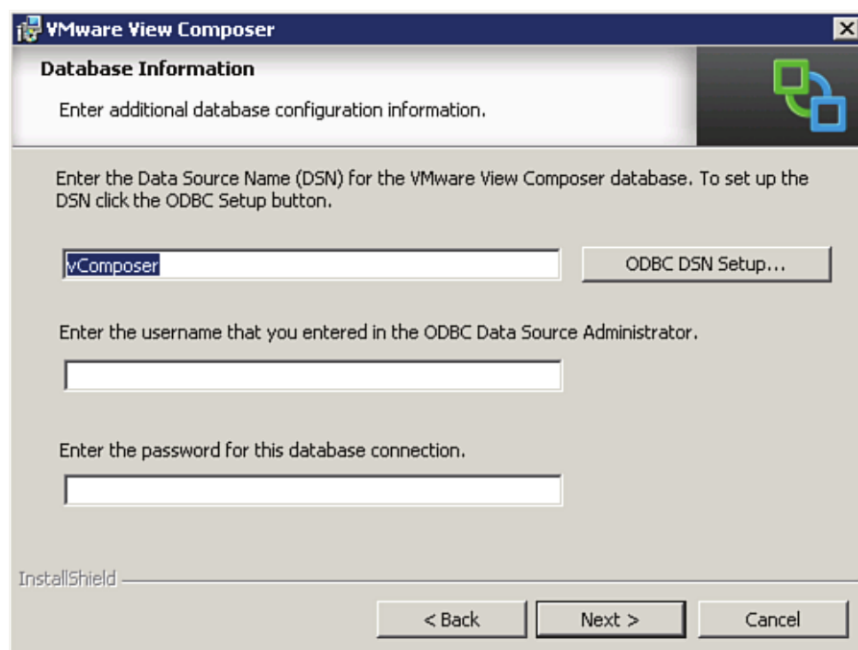 VMware View Composer
Database Information
Enter additional database configuration information.
Enter the Data Source Name (DSN) for the VMware View Composer database. To set up the
DSN click the ODBC Setup button.
vComposer
ODBC DSN Setup...
Enter the username that you entered in the ODBC Data Source Administrator.
Enter the password for this database connection.
InstallShield
< Back
Next >
Cancel